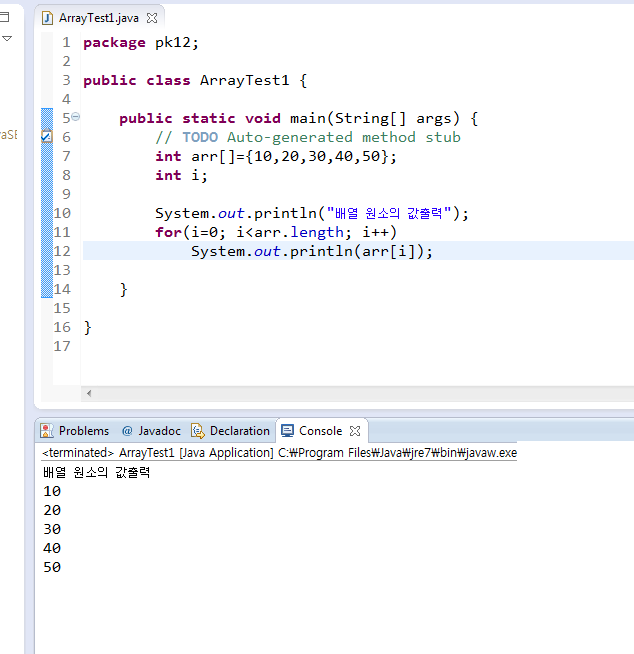 ArrayTest1.java
1 package pk12;
2
3 public class ArrayTest1 {
4
5 public static void main(String[] args) {
6 // TODO Auto-generated method stub
7 int arr[]={10,20,30,40,50};
8 int i;
9
10 System.out.println("배열 원소의 값출력");
11 for(i=0; i<arr.length; i++)
12 System.out.println(arr[i]);
13
14 }
15
16 }
17
Problems @ Javadoc Declaration Console
<terminated> ArrayTest1 [Java Application] C:₩Program Files₩Java₩jre7₩bin₩javaw.exe
배열 원소의 값출력
10
20
30
40
50